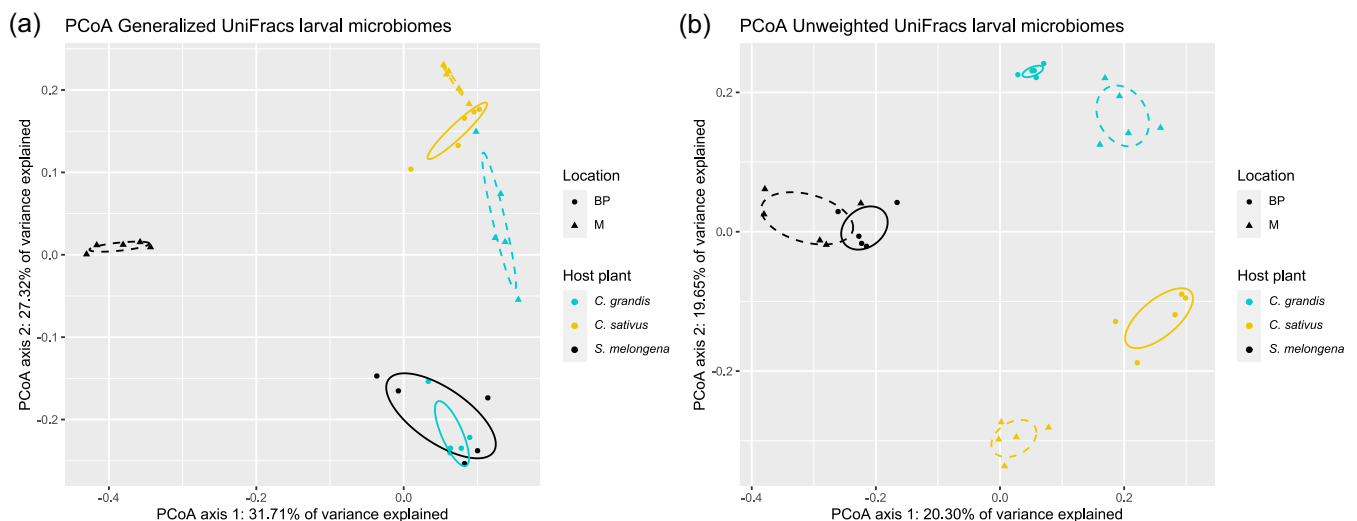 (a)
PCoA Generalized UniFracs larval microbiomes
PCoA axis 2: 27.32% of variance explained
0.2
0.1
0.0
-0.1
-0.2
-0.4
-0.2
0.0
PCoA axis 1: 31.71% of variance explained
Location
BP
M
Host plant
C. grandis
C. sativus
S. melongena
(b)
PCoA Unweighted UniFracs larval microbiomes
PCoA axis 2: 19.65% of variance explained
0.2
0.0
-0.2
-0.4
-0.2
0.0
0.2
PCoA axis 1: 20.30% of variance explained
Location
BP
M
Host plant
C. grandis
C. sativus
S. melongena